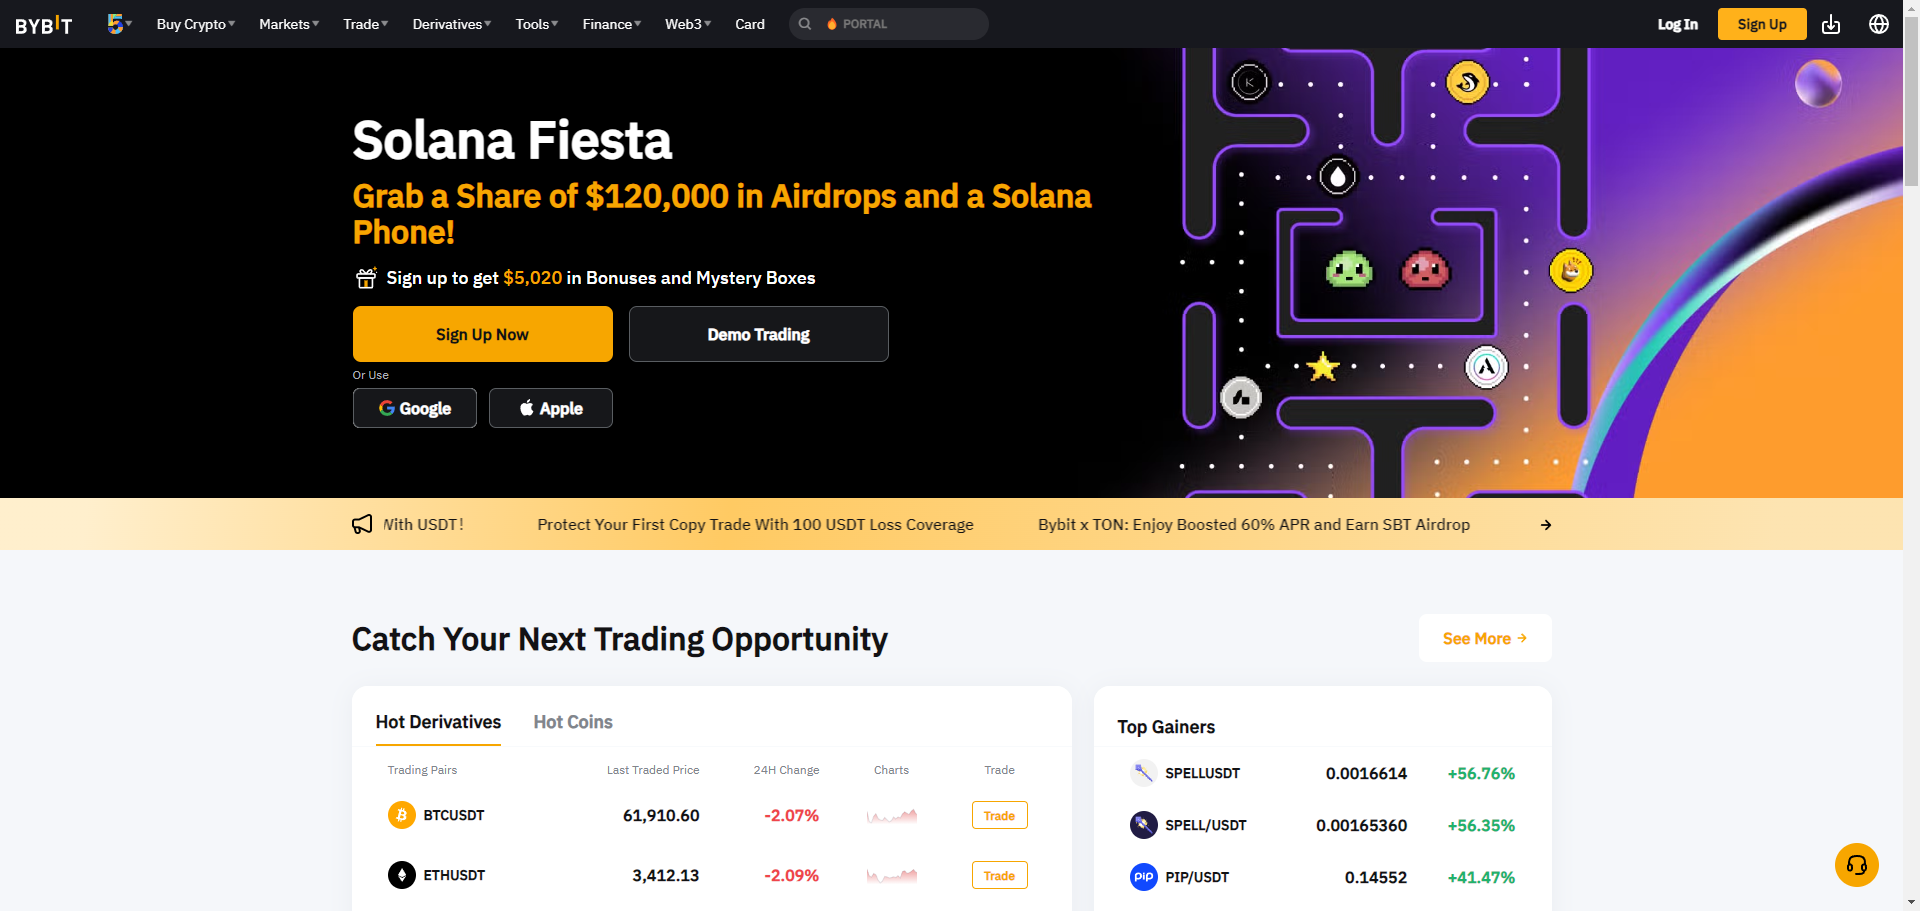 BYBIT
Buy Crypto
Markets
Trade
Derivatives
Tools
Finance
Web3
Card
PORTAL
Log In
Sign Up
Solana Fiesta
Grab a Share of $120,000 in Airdrops and a Solana
Phone!
Sign up to get $5,020 in Bonuses and Mystery Boxes
Sign Up Now
Demo Trading
Or Use
Google
Apple
With USDT!
Protect Your First Copy Trade With 100 USDT Loss Coverage
Bybit x TON: Enjoy Boosted 60% APR and Earn SBT Airdrop
Catch Your Next Trading Opportunity
See More
Hot Derivatives
Hot Coins
Trading Pairs
Last Traded Price
24H Change
Charts
Trade
BTCUSDT
61,910.60
-2.07%
Trade
ETHUSDT
3,412.13
-2.09%
Trade
Top Gainers
SPELLUSDT
0.0016614
+56.76%
SPELL/USDT
0.00165360
+56.35%
pip
PIP/USDT
0.14552
+41.47%